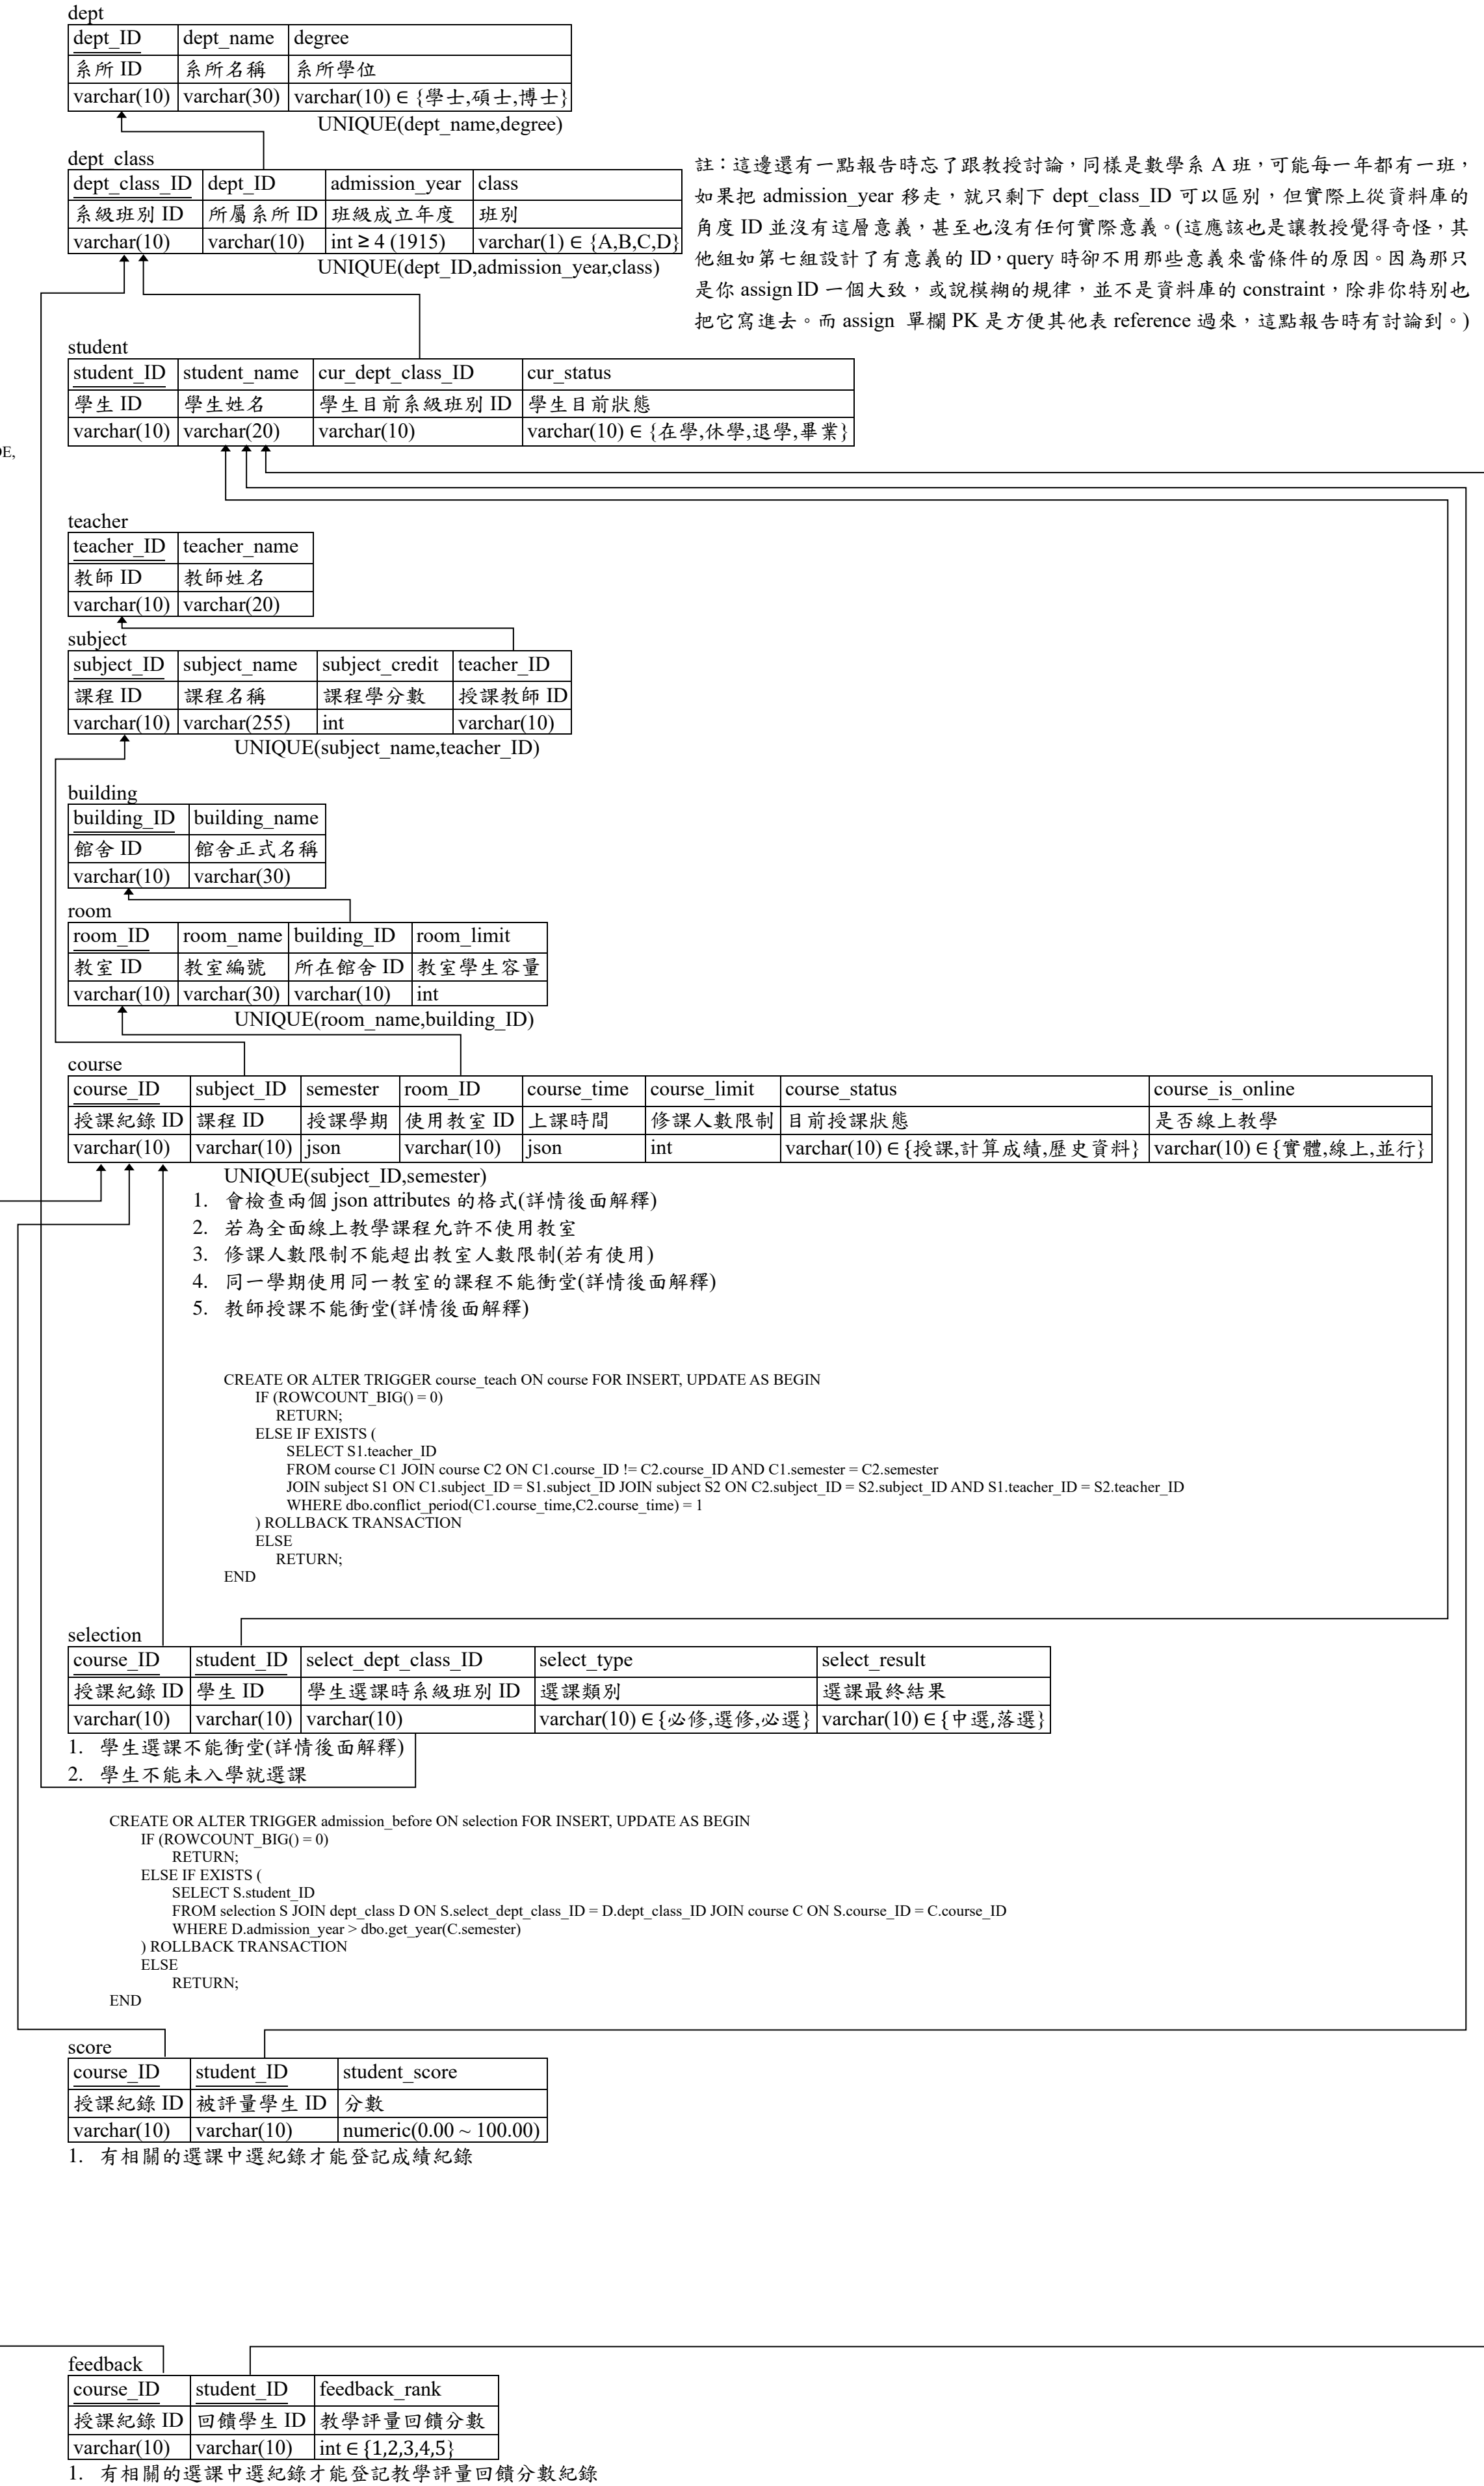 dept
dept_ID dept_name degree
系所 ID 系所名稱 系所學位
varchar(10) varchar(30) varchar(10) ∈ {學士,碩士,博士}
UNIQUE(dept_name,degree)
dept_class
dept_class_ID dept_ID admission_year class
系級班別 ID 所屬系所 ID 班級成立年度 班別
varchar(10) varchar(10) int ≥ 4 (1915) varchar(1) ∈ {A,B,C,D}
UNIQUE(dept_ID,admission_year,class)
註：這邊還有一點報告時忘了跟教授討論，同樣是數學系 A 班，可能每一年都有一班，
如果把 admission_year 移走，就只剩下 dept_class_ID 可以區別，但實際上從資料庫的
角度 ID 並沒有這層意義，甚至也沒有任何實際意義。(這應該也是讓教授覺得奇怪，其
他組如第七組設計了有意義的 ID，query 時卻不用那些意義來當條件的原因。因為那只
是你 assign ID 一個大致，或說模糊的規律，並不是資料庫的 constraint，除非你特別也
把它寫進去。而 assign 單欄 PK 是方便其他表 reference 過來，這點報告時有討論到。)
student
student_ID student_name cur_dept_class_ID cur_status
學生 ID 學生姓名 學生目前系級班別 ID 學生目前狀態
varchar(10) varchar(20) varchar(10) varchar(10) ∈ {在學,休學,退學,畢業}
DE,
teacher
teacher_ID teacher_name
教師 ID 教師姓名
varchar(10) varchar(20)
subject
subject_ID subject_name subject_credit teacher_ID
課程 ID 課程名稱 課程學分數 授課教師 ID
varchar(10) varchar(255) int varchar(10)
UNIQUE(subject_name,teacher_ID)
building
building_ID building_name
館舍 ID 館舍正式名稱
varchar(10) varchar(30)
room
room_ID room_name building_ID room_limit
教室 ID 教室編號 所在館舍 ID 教室學生容量
varchar(10) varchar(30) varchar(10) int
UNIQUE(room_name,building_ID)
course
course_ID subject_ID semester room_ID course_time course_limit course_status course_is_online
授課紀錄 ID 課程 ID 授課學期 使用教室 ID 上課時間 修課人數限制 目前授課狀態 是否線上教學
varchar(10) varchar(10) json varchar(10) json int varchar(10)∈{授課,計算成績,歷史資料} varchar(10)∈{實體,線上,並行}
UNIQUE(subject_ID,semester)
1. 會檢查兩個 json attributes 的格式(詳情後面解釋)
2. 若為全面線上教學課程允許不使用教室
3. 修課人數限制不能超出教室人數限制(若有使用)
4. 同一學期使用同一教室的課程不能衝堂(詳情後面解釋)
5. 教師授課不能衝堂(詳情後面解釋)
CREATE OR ALTER TRIGGER course_teach ON course FOR INSERT, UPDATE AS BEGIN
IF (ROWCOUNT_BIG() = 0)
RETURN;
ELSE IF EXISTS (
SELECT S1.teacher_ID
FROM course C1 JOIN course C2 ON C1.course_ID != C2.course_ID AND C1.semester = C2.semester
JOIN subject S1 ON C1.subject_ID = S1.subject_ID JOIN subject S2 ON C2.subject_ID = S2.subject_ID AND S1.teacher_ID = S2.teacher_ID
WHERE dbo.conflict_period(C1.course_time,C2.course_time) = 1
) ROLLBACK TRANSACTION
ELSE
RETURN;
END
selection
course_ID student_ID select_dept_class_ID select_type select_result
授課紀錄 ID 學生 ID 學生選課時系級班別 ID 選課類別 選課最終結果
varchar(10) varchar(10) varchar(10) varchar(10)∈{必修,選修,必選} varchar(10)∈{中選,落選}
1. 學生選課不能衝堂(詳情後面解釋)
2. 學生不能未入學就選課
CREATE OR ALTER TRIGGER admission_before ON selection FOR INSERT, UPDATE AS BEGIN
IF (ROWCOUNT_BIG() = 0)
RETURN;
ELSE IF EXISTS (
SELECT S.student_ID
FROM selection S JOIN dept_class D ON S.select_dept_class_ID = D.dept_class_ID JOIN course C ON S.course_ID = C.course_ID
WHERE D.admission_year > dbo.get_year(C.semester)
) ROLLBACK TRANSACTION
ELSE
RETURN;
END
score
course_ID student_ID student_score
授課紀錄 ID 被評量學生 ID 分數
varchar(10) varchar(10) numeric(0.00 ~ 100.00)
1. 有相關的選課中選紀錄才能登記成績紀錄
feedback
course_ID student_ID feedback_rank
授課紀錄 ID 回饋學生 ID 教學評量回饋分數
varchar(10) varchar(10) int ∈ {1,2,3,4,5}
1. 有相關的選課中選紀錄才能登記教學評量回饋分數紀錄